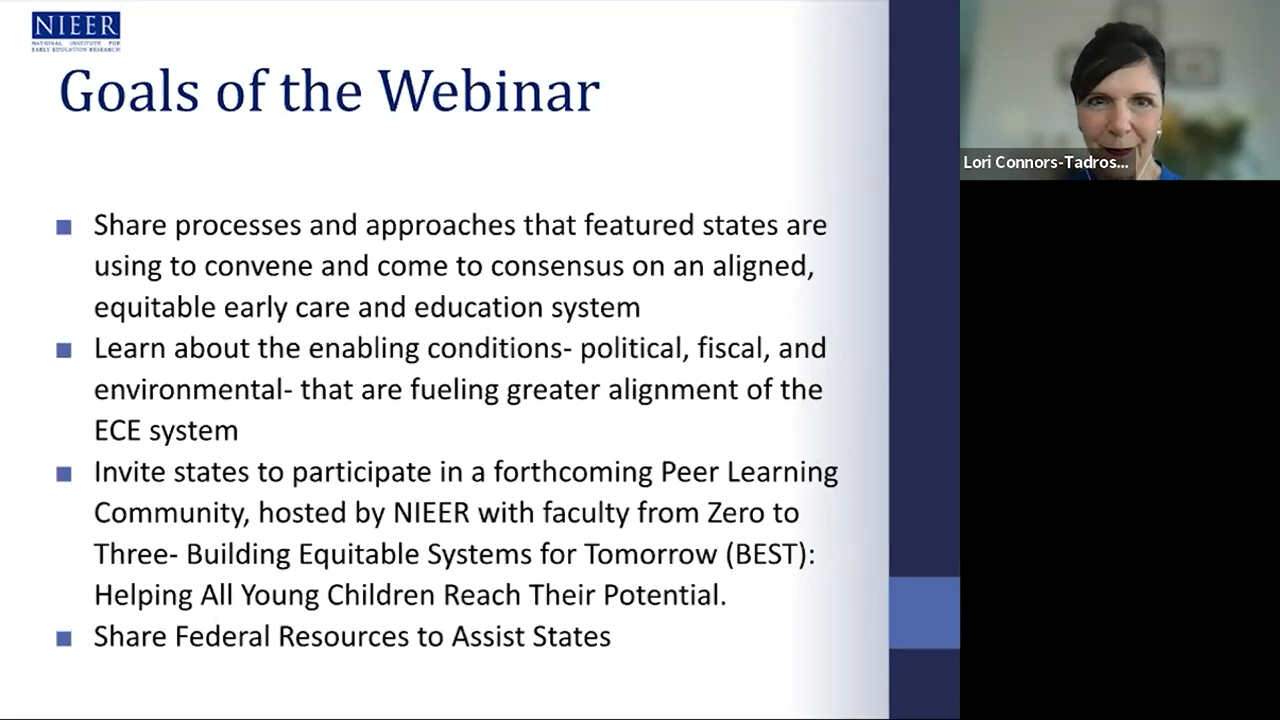 NIEER
NATIONAL INSTITUTE FOR
EARLY EDUCATION RESEARCH
Goals of the Webinar
Share processes and approaches that featured states are
using to convene and come to consensus on an aligned,
equitable early care and education system
Learn about the enabling conditions- political, fiscal, and
environmental- that are fueling greater alignment of the
ECE system
Invite states to participate in a forthcoming Peer Learning
Community, hosted by NIEER with faculty from Zero to
Three- Building Equitable Systems for Tomorrow (BEST):
Helping All Young Children Reach Their Potential.
Share Federal Resources to Assist States
Lori Connors-Tadros...